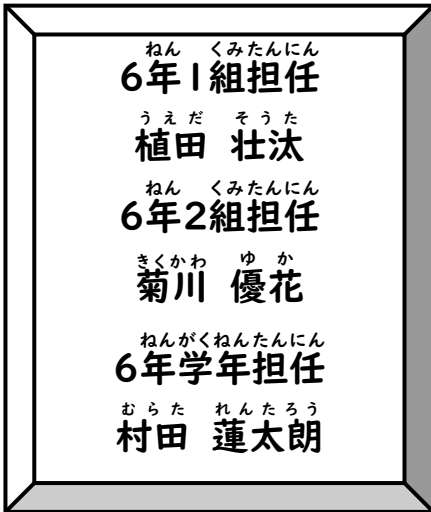 ねん くみたんにん
6年1組担任
うえだ そうた
植田 壮汰
ねん くみたんにん
6年2組担任
きくかわ ゆか
菊川 優花
ねんがくねんたんにん
6年学年担任
むらた れんたろう
村田 蓮太朗